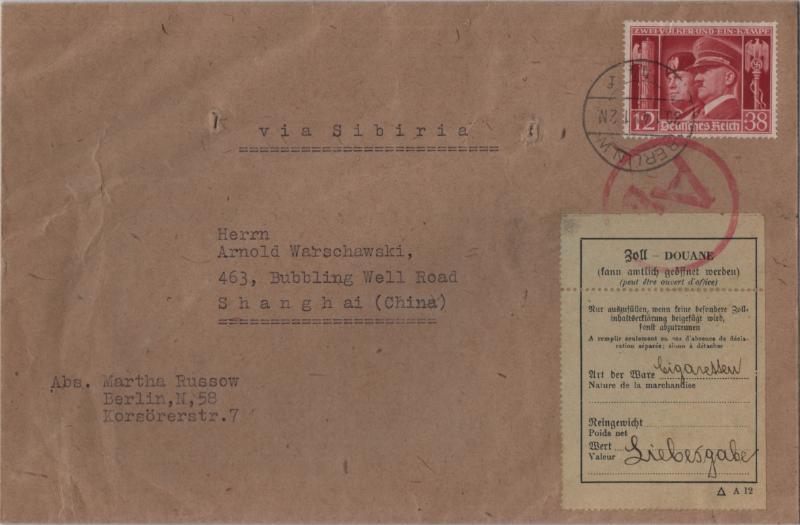 ZWEI VÖLKER UND EIN KAMPF
12 Deutsches Reich 38
BERLIN NW
via Sibiria
Herrn
Arnold Warschawski,
463, Bubbling Well Road
Shanghai (China)
Abs. Martha Russow
Berlin,N,58
Korsörerstr.7
Zoll - DOUANE
(kann amtlich geöffnet werden)
(peut être ouvert d'office)
Nur auszufüllen, wenn keine besondere Zoll-
inhaltserklärung beigefügt wird,
sonst abzutrennen
A remplir seulement en cas d'absence de décla-
ration séparée; sinon à détacher
Art der Ware Cigaretten
Nature de la marchandise
Reingewicht
Poids net
Wert
Valeur Liebesgabe
A 12